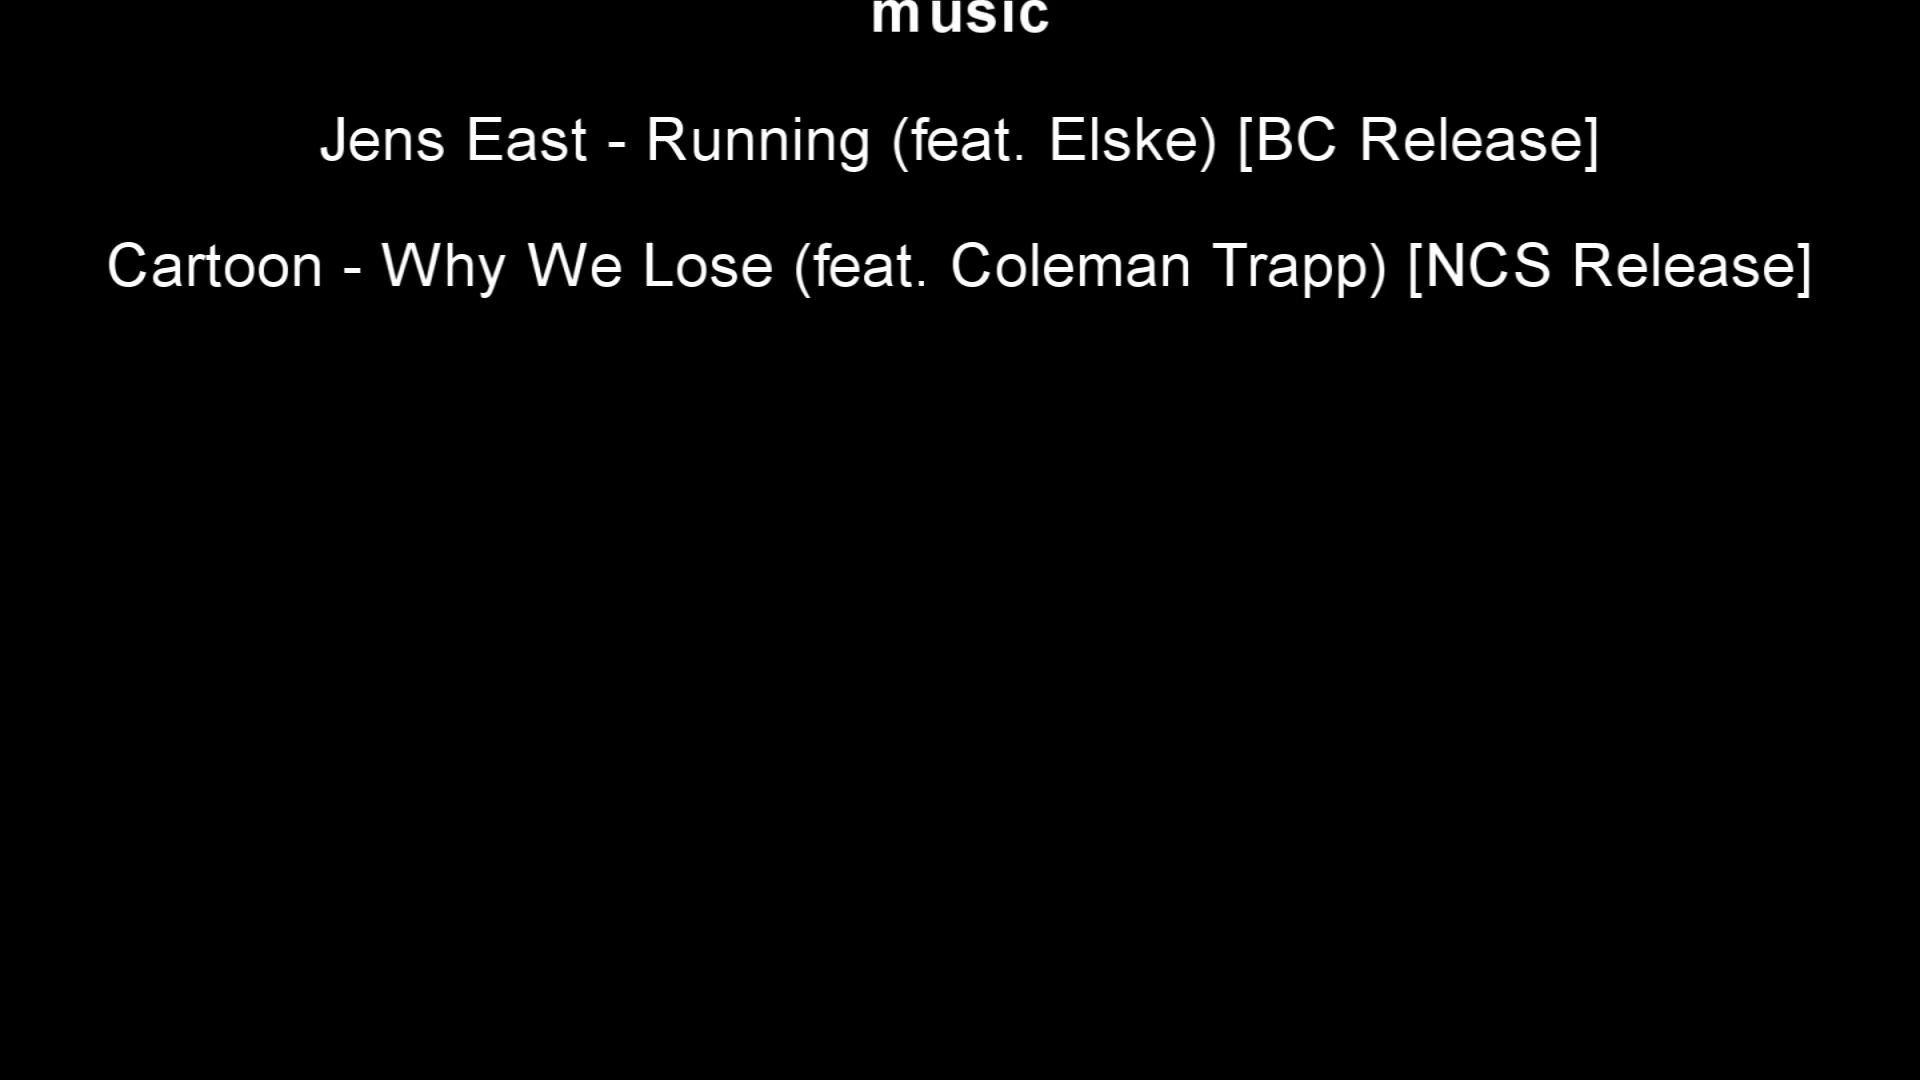 music
Jens East - Running (feat. Elske) [BC Release]
Cartoon - Why We Lose (feat. Coleman Trapp) [NCS Release]